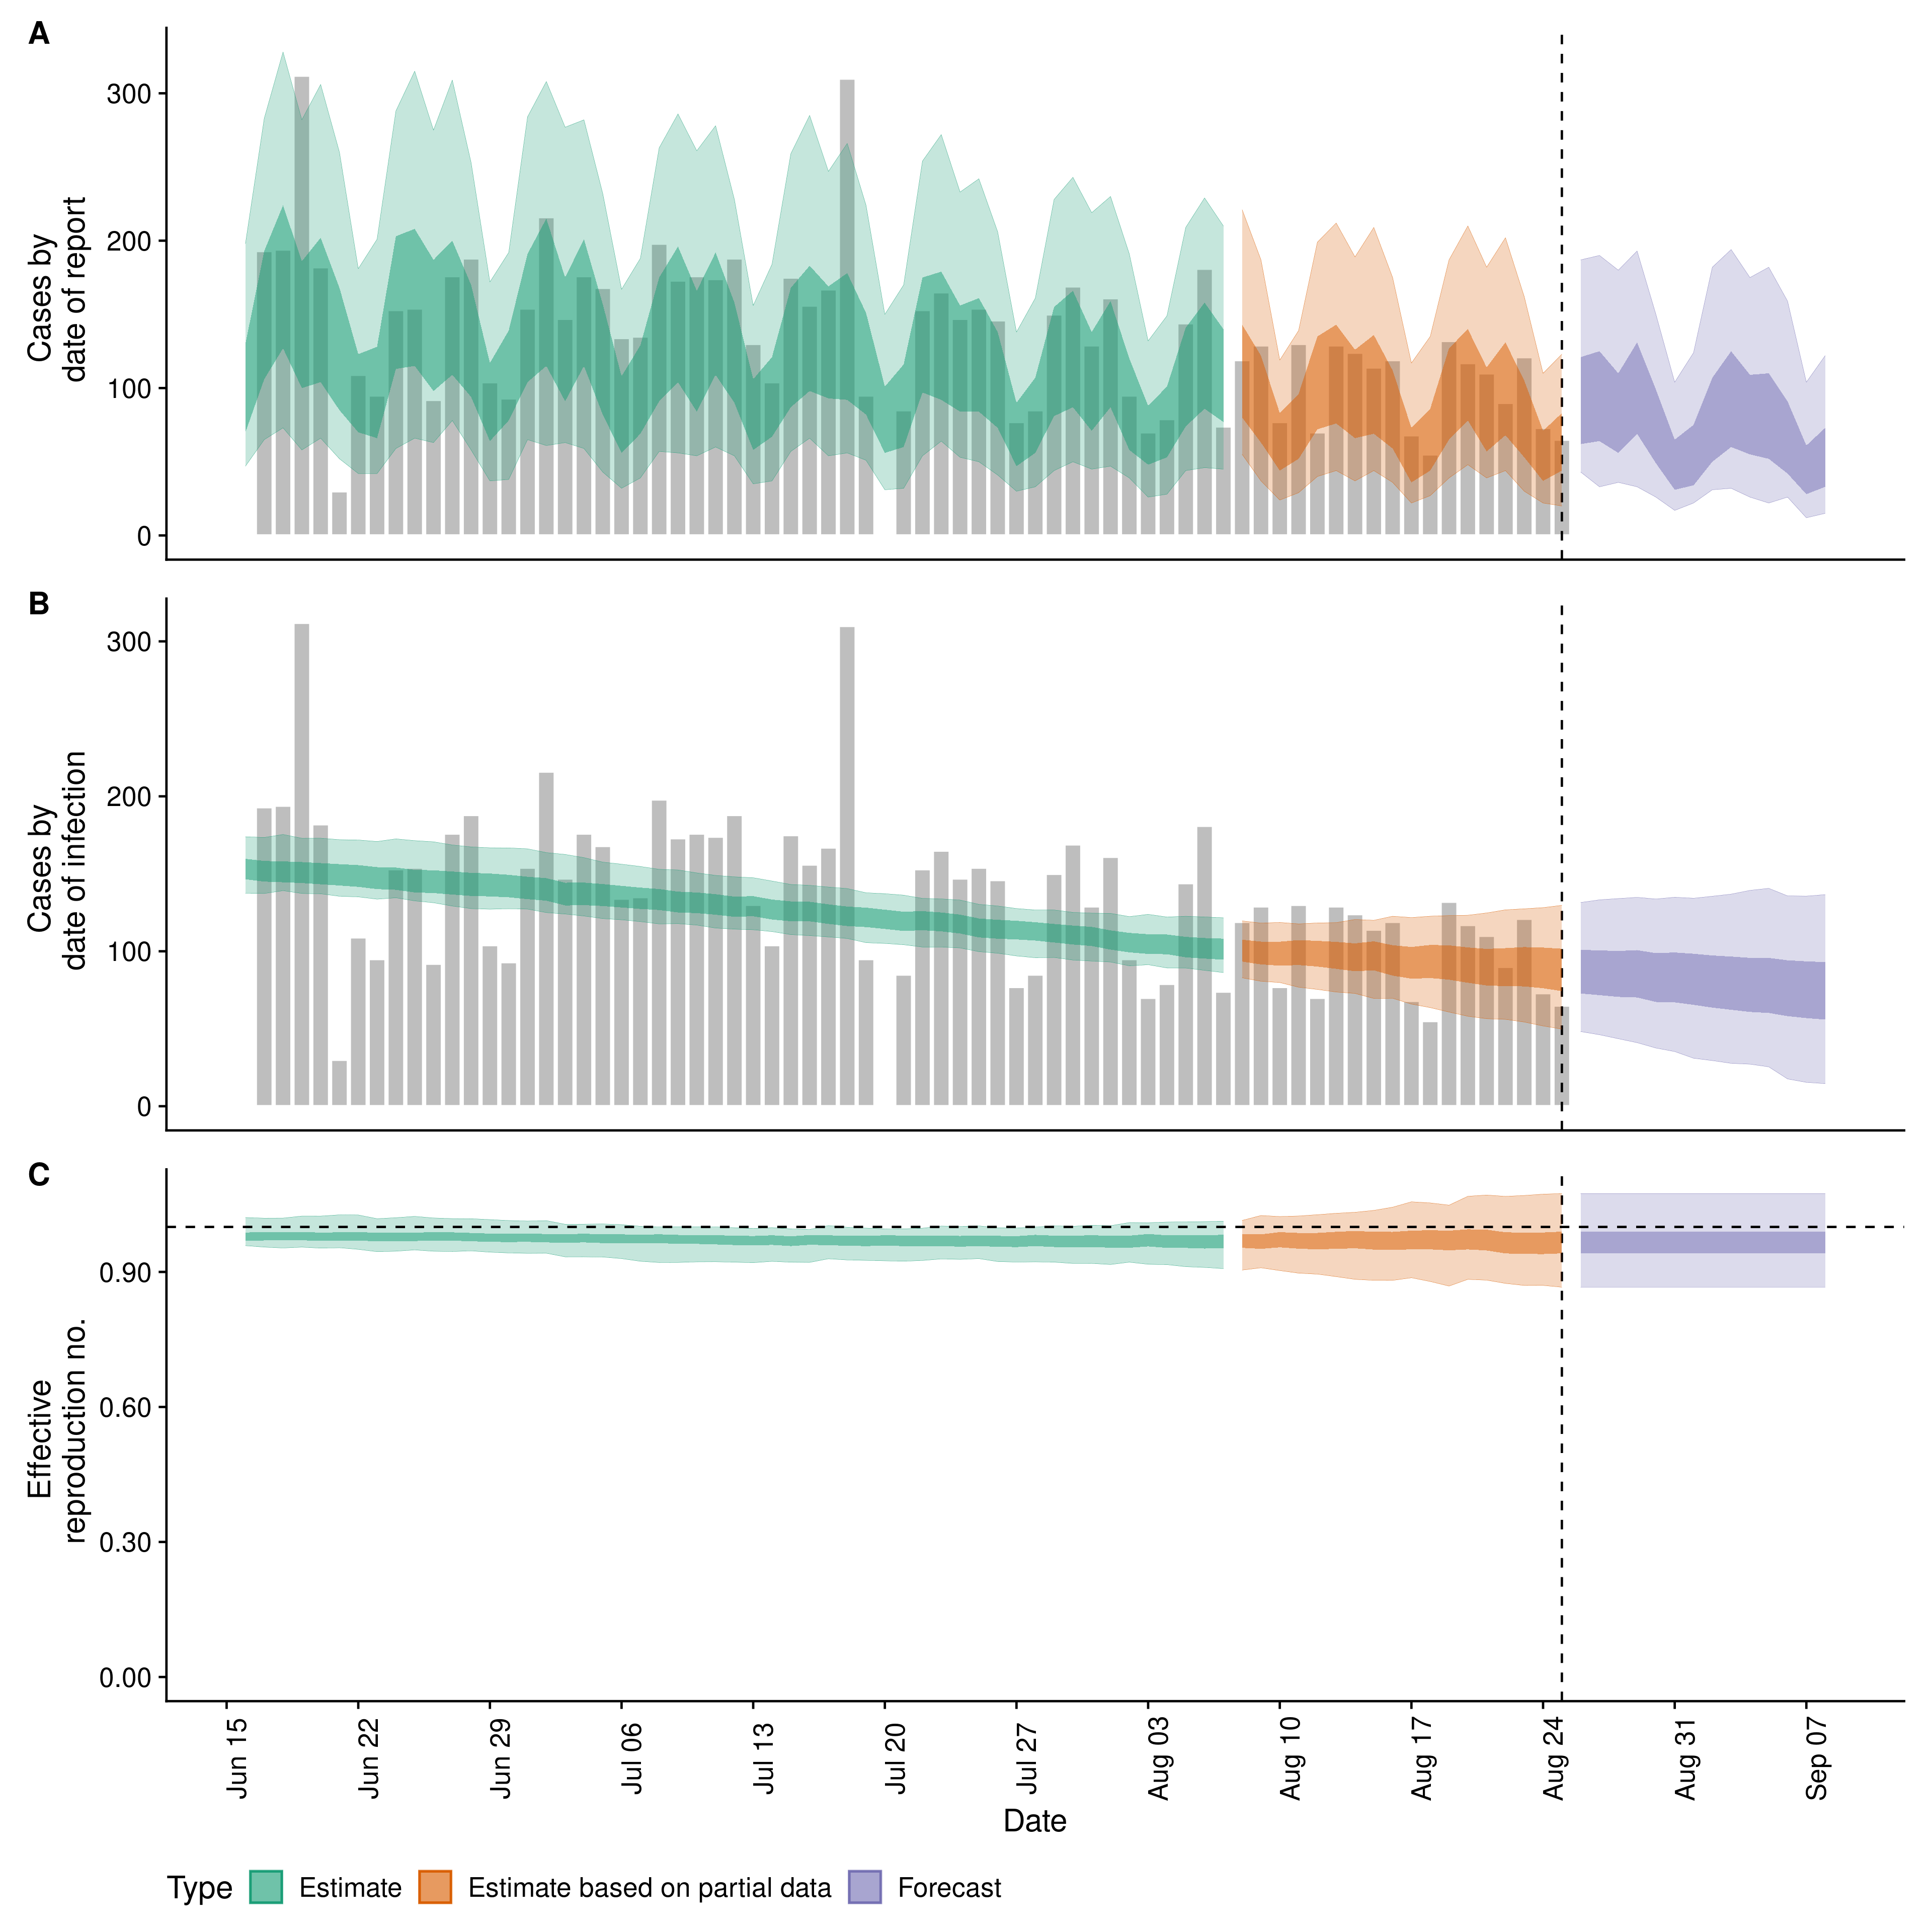 A
300
200
100
0
Cases by
date of report
B
300
200
100
0
Cases by
date of infection
C
0.90
0.60
0.30
0.00
Effective
reproduction no.
Jun 15
Jun 22
Jun 29
Jul 06
Jul 13
Jul 20
Jul 27
Aug 03
Aug 10
Aug 17
Aug 24
Aug 31
Sep 07
Date
Type Estimate Estimate based on partial data Forecast